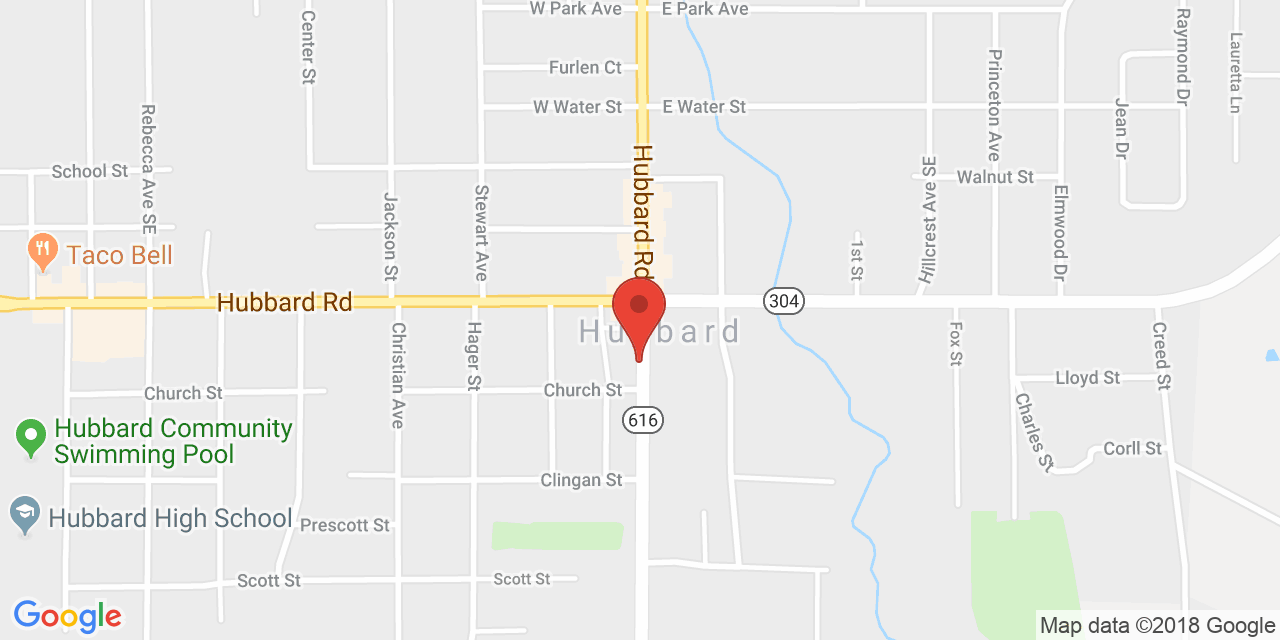 W Park Ave
E Park Ave
Center St
Furlen Ct
Raymond Dr
Lauretta Ln
Princeton Ave
W Water St
E Water St
Jean Dr
Rebecca Ave SE
School St
Hubbard Rd
Walnut St
Stewart Ave
Jackson St
Hillcrest Ave SE
Elmwood Dr
1st St
Taco Bell
Hubbard Rd
304
Hubbard
Christian Ave
Hager St
Fox St
Creed St
Lloyd St
Church St
Church St
616
Charles St
Hubbard Community
Swimming Pool
Corll St
Clingan St
Hubbard High School
Prescott St
Scott St
Scott St
Google
Map data ©2018 Google